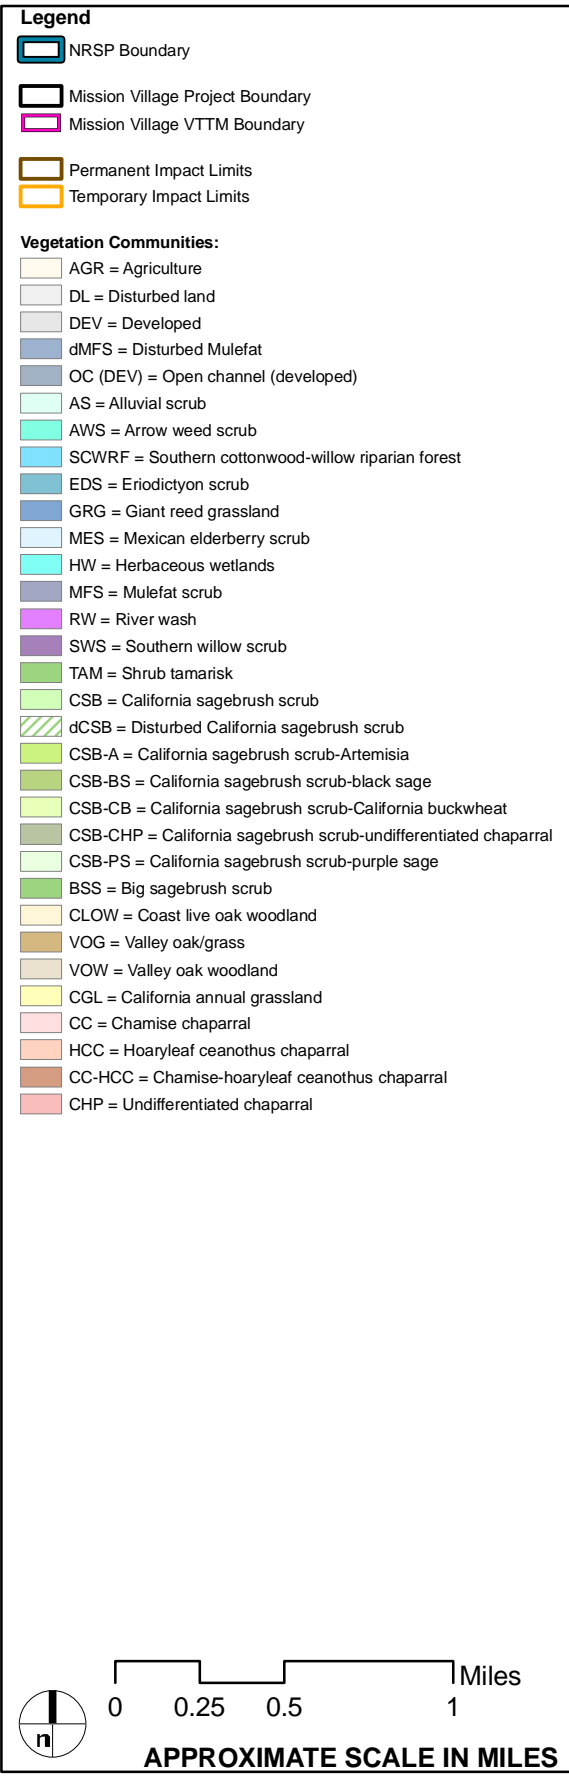 Legend
NRSP Boundary
Mission Village Project Boundary
Mission Village VTTM Boundary
Permanent Impact Limits
Temporary Impact Limits
Vegetation Communities:
AGR = Agriculture
DL = Disturbed land
DEV = Developed
dMFS = Disturbed Mulefat
OC (DEV) = Open channel (developed)
AS = Alluvial scrub
AWS = Arrow weed scrub
SCWRF = Southern cottonwood-willow riparian forest
EDS = Eriodictyon scrub
GRG = Giant reed grassland
MES = Mexican elderberry scrub
HW = Herbaceous wetlands
MFS = Mulefat scrub
RW = River wash
SWS = Southern willow scrub
TAM = Shrub tamarisk
CSB = California sagebrush scrub
dCSB = Disturbed California sagebrush scrub
CSB-A = California sagebrush scrub-Artemisia
CSB-BS = California sagebrush scrub-black sage
CSB-CB = California sagebrush scrub-California buckwheat
CSB-CHP = California sagebrush scrub-undifferentiated chaparral
CSB-PS = California sagebrush scrub-purple sage
BSS = Big sagebrush scrub
CLOW = Coast live oak woodland
VOG = Valley oak/grass
VOW = Valley oak woodland
CGL = California annual grassland
CC = Chamise chaparral
HCC = Hoaryleaf ceanothus chaparral
CC-HCC = Chamise-hoaryleaf ceanothus chaparral
CHP = Undifferentiated chaparral
Miles
0 0.25 0.5 1
n
APPROXIMATE SCALE IN MILES